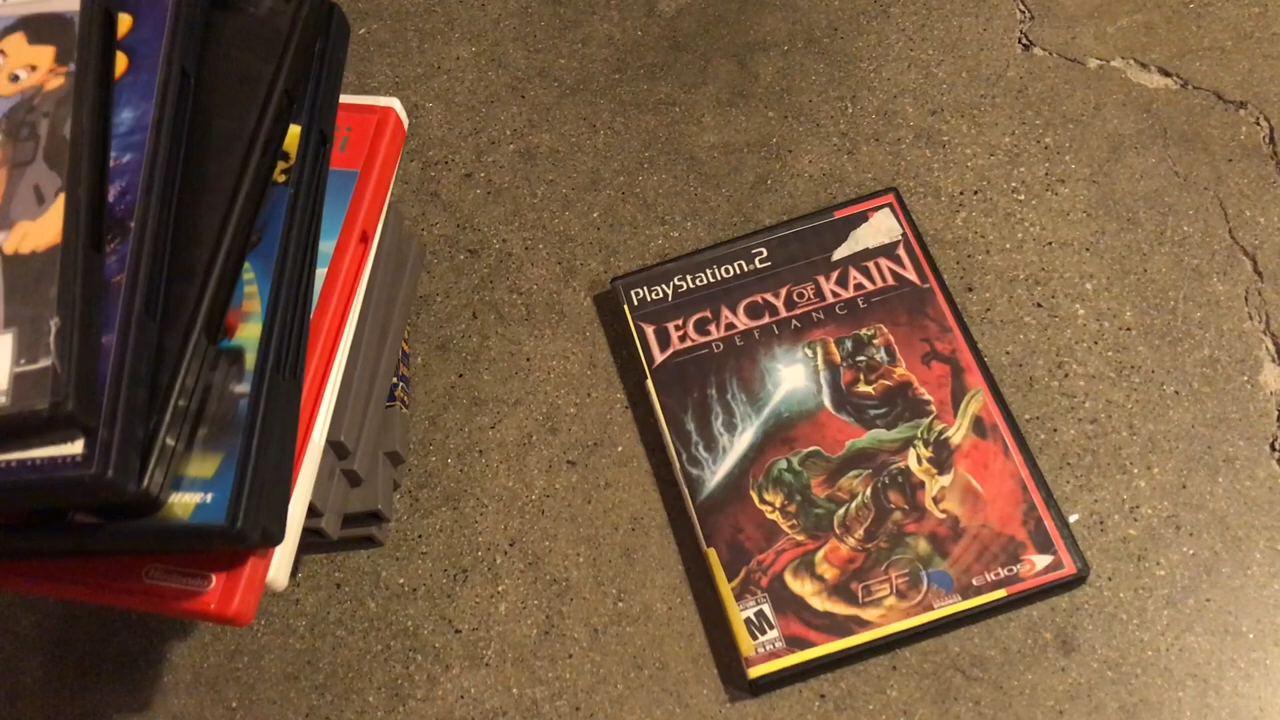 PlayStation®2
LEGACY OF KAIN
DEFIANCE
eidos
M
Nintendo